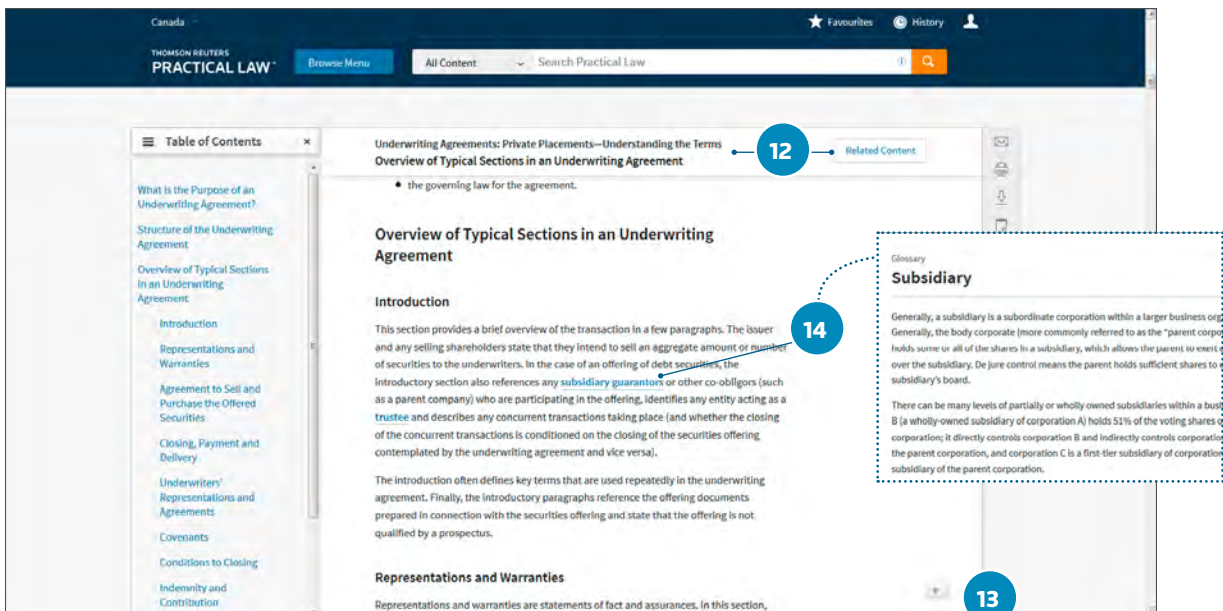 Canada
Favourites
History
THOMSON REUTERS
PRACTICAL LAW™
Browse Menu
All Content
Search Practical Law
Table of Contents
What Is the Purpose of an
Underwriting Agreement?
Structure of the Underwriting
Agreement
Overview of Typical Sections
in an Underwriting
Agreement
Introduction
Representations and
Warranties
Agreement to Sell and
Purchase the Offered
Securities
Closing, Payment and
Delivery
Underwriters'
Representations and
Agreements
Covenants
Conditions to Closing
Indemnity and
Contribution
Underwriting Agreements: Private Placements—Understanding the Terms
Overview of Typical Sections in an Underwriting Agreement
12
Related Content
• the governing law for the agreement.
Overview of Typical Sections in an Underwriting
Agreement
Introduction
This section provides a brief overview of the transaction in a few paragraphs. The issuer
and any selling shareholders state that they intend to sell an aggregate amount or number
of securities to the underwriters. In the case of an offering of debt securities, the
introductory section also references any subsidiary guarantors or other co-obligors (such
as a parent company) who are participating in the offering, identifies any entity acting as a
trustee and describes any concurrent transactions taking place (and whether the closing
of the concurrent transactions is conditioned on the closing of the securities offering
contemplated by the underwriting agreement and vice versa).
The introduction often defines key terms that are used repeatedly in the underwriting
agreement. Finally, the introductory paragraphs reference the offering documents
prepared in connection with the securities offering and state that the offering is not
qualified by a prospectus.
Representations and Warranties
Representations and warranties are statements of fact and assurances. In this section,
14
Glossary
Subsidiary
Generally, a subsidiary is a subordinate corporation within a larger business org
Generally, the body corporate (more commonly referred to as the "parent corpo
holds some or all of the shares in a subsidiary, which allows the parent to exert
over the subsidiary. De jure control means the parent holds sufficient shares to
subsidiary's board.
There can be many levels of partially or wholly owned subsidiaries within a busi
B (a wholly-owned subsidiary of corporation A) holds 51% of the voting shares
corporation; it directly controls corporation B and indirectly controls corporation
the parent corporation, and corporation C is a first-tier subsidiary of corporation
subsidiary of the parent corporation.
13